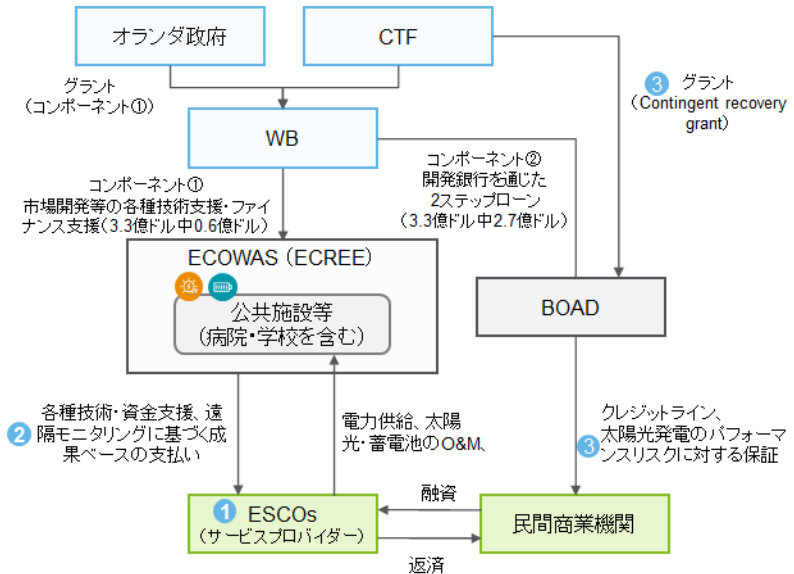 オランダ政府
CTF
グラント
(コンポーネント①)
3 グラント
(Contingent recovery
grant)
WB
コンポーネント①
市場開発等の各種技術支援・ファイ
ナンス支援(3.3億ドル中0.6億ドル)
コンポーネント②
開発銀行を通じた
2ステップローン
(3.3億ドル中2.7億ドル)
ECOWAS (ECREE)
公共施設等
(病院・学校を含む)
BOAD
2 各種技術・資金支援、遠
隔モニタリングに基づく成
果ベースの支払い
電力供給、太陽
光・蓄電池のO&M、
クレジットライン、
3 太陽光発電のパフォーマ
ンスリスクに対する保証
1 ESCOs
(サービスプロバイダー)
融資
返済
民間商業機関